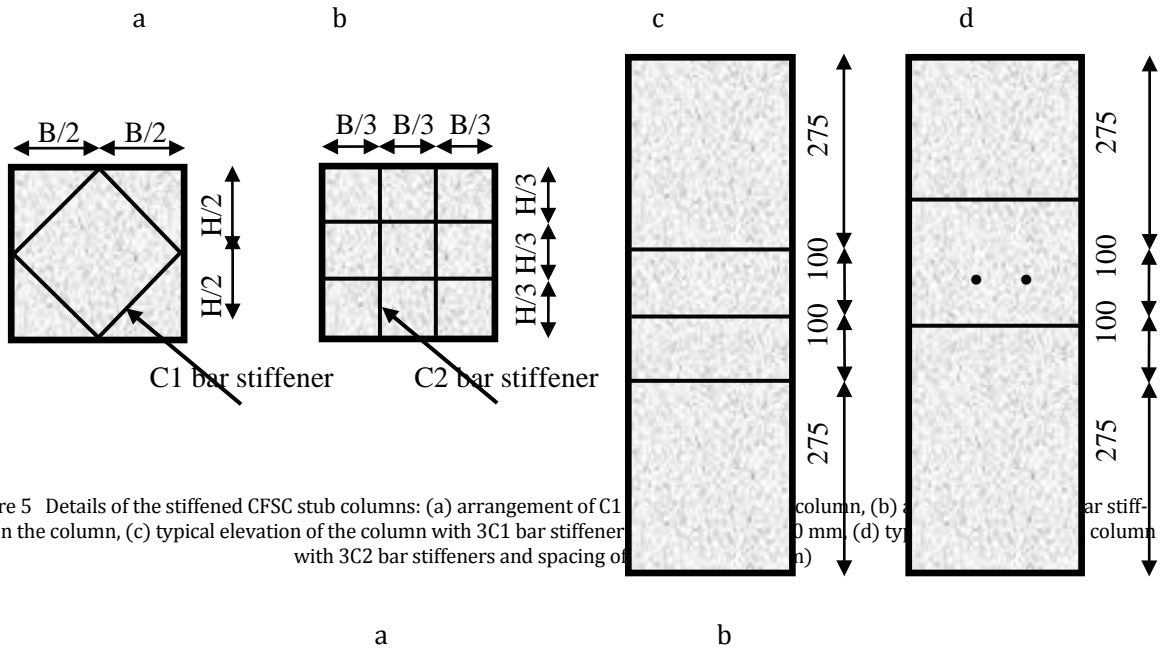 a b c d
B/2 B/2
B/3 B/3 B/3
H/2
H/2
H/3
H/3
H/3
275
100
100
275
275
100
100
275
C1 bar stiffener
C2 bar stiffener
re 5 Details of the stiffened CFSC stub columns: (a) arrangement of C1 column, (b) a ar stiff-
n the column, (c) typical elevation of the column with 3C1 bar stiffener 0 mm, (d) typ column
with 3C2 bar stiffeners and spacing of m)
a b